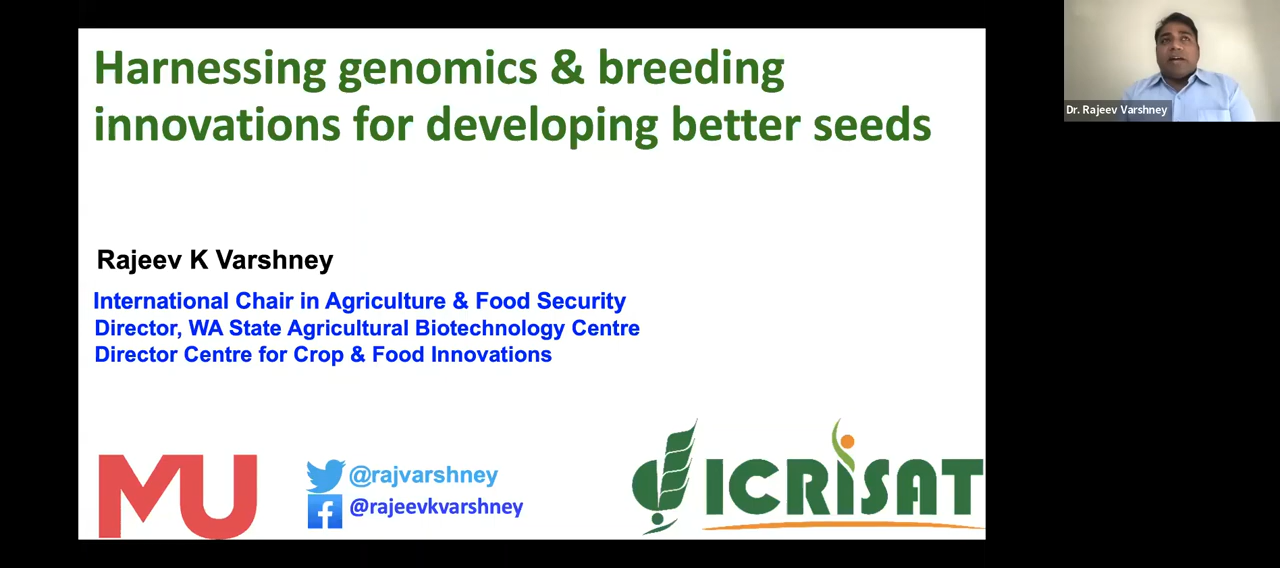 Harnessing genomics & breeding
innovations for developing better seeds
Dr. Rajeev Varshney
Rajeev K Varshney
International Chair in Agriculture & Food Security
Director, WA State Agricultural Biotechnology Centre
Director Centre for Crop & Food Innovations
MU
@rajvarshney
@rajeevkvarshney
ICRISAT